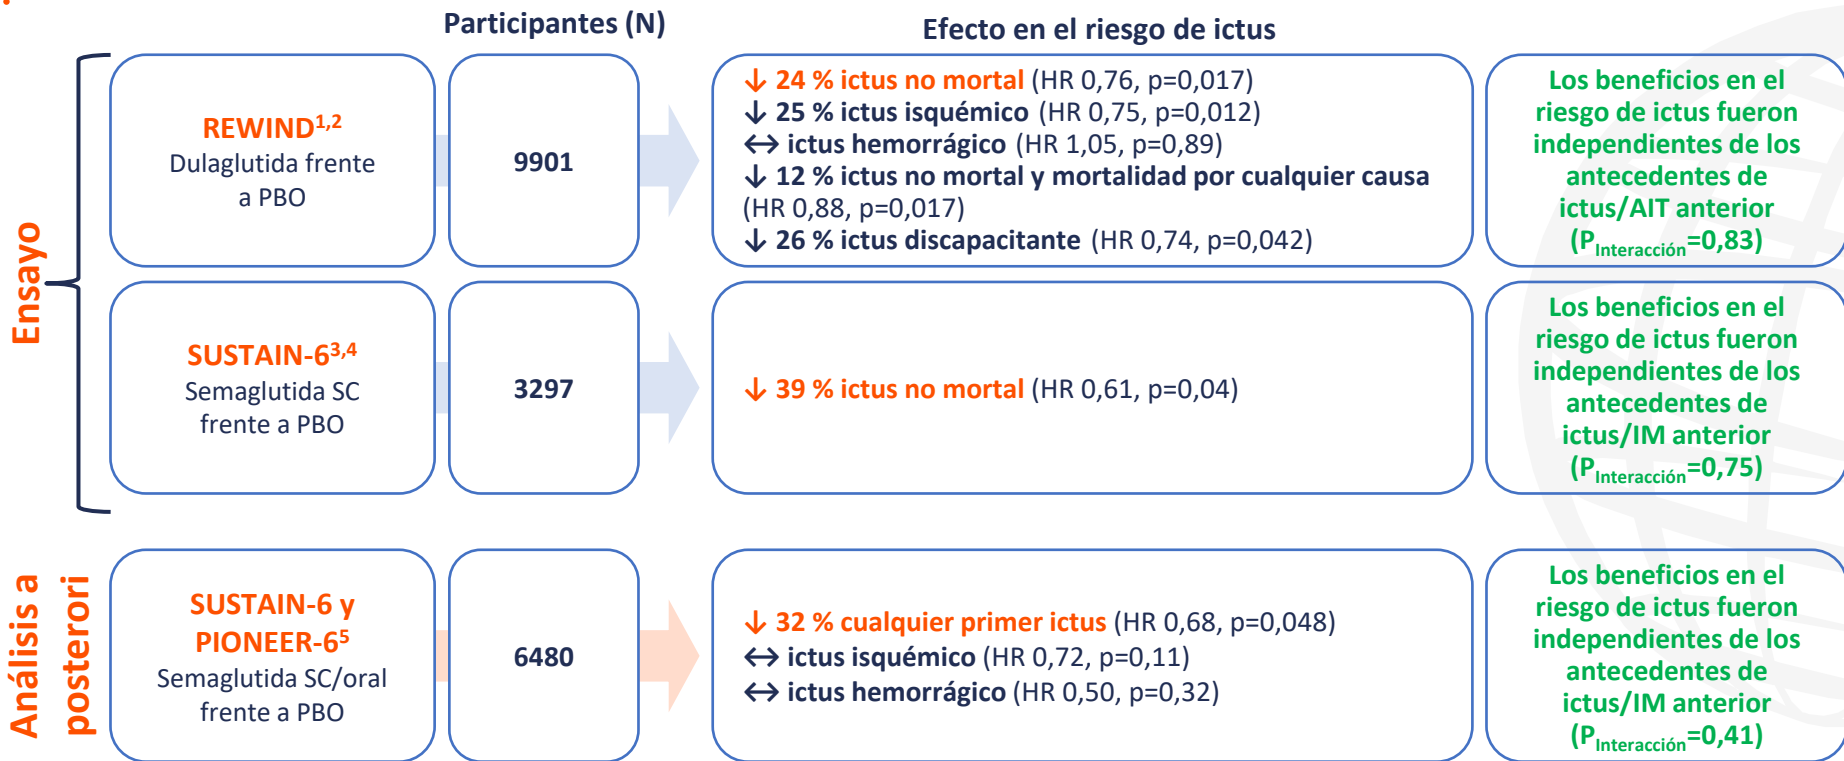 Participantes (N)
Efecto en el riesgo de ictus
Ensayo
REWIND1,2
Dulaglutida frente
a PBO
9901
↓ 24 % ictus no mortal (HR 0,76, p=0,017)
↓ 25 % ictus isquémico (HR 0,75, p=0,012)
↔ ictus hemorrágico (HR 1,05, p=0,89)
↓ 12 % ictus no mortal y mortalidad por cualquier causa
(HR 0,88, p=0,017)
↓ 26 % ictus discapacitante (HR 0,74, p=0,042)
Los beneficios en el
riesgo de ictus fueron
independientes de los
antecedentes de
ictus/AIT anterior
(PInteracción=0,83)
SUSTAIN-63,4
Semaglutida SC
frente a PBO
3297
↓ 39 % ictus no mortal (HR 0,61, p=0,04)
Los beneficios en el
riesgo de ictus fueron
independientes de los
antecedentes de
ictus/IM anterior
(PInteracción=0,75)
Análisis a
posterori
SUSTAIN-6 y
PIONEER-65
Semaglutida SC/oral
frente a PBO
6480
↓ 32 % cualquier primer ictus (HR 0,68, p=0,048)
↔ ictus isquémico (HR 0,72, p=0,11)
↔ ictus hemorrágico (HR 0,50, p=0,32)
Los beneficios en el
riesgo de ictus fueron
independientes de los
antecedentes de
ictus/IM anterior
(PInteracción=0,41)